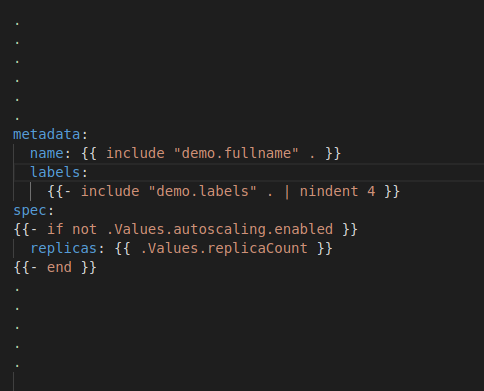 .
.
.
.
.
.
metadata:
  name: {{ include "demo.fullname" . }}
  labels:
    {{- include "demo.labels" . | nindent 4 }}
spec:
{{- if not .Values.autoscaling.enabled }}
  replicas: {{ .Values.replicaCount }}
{{- end }}
.
.
.
.
.